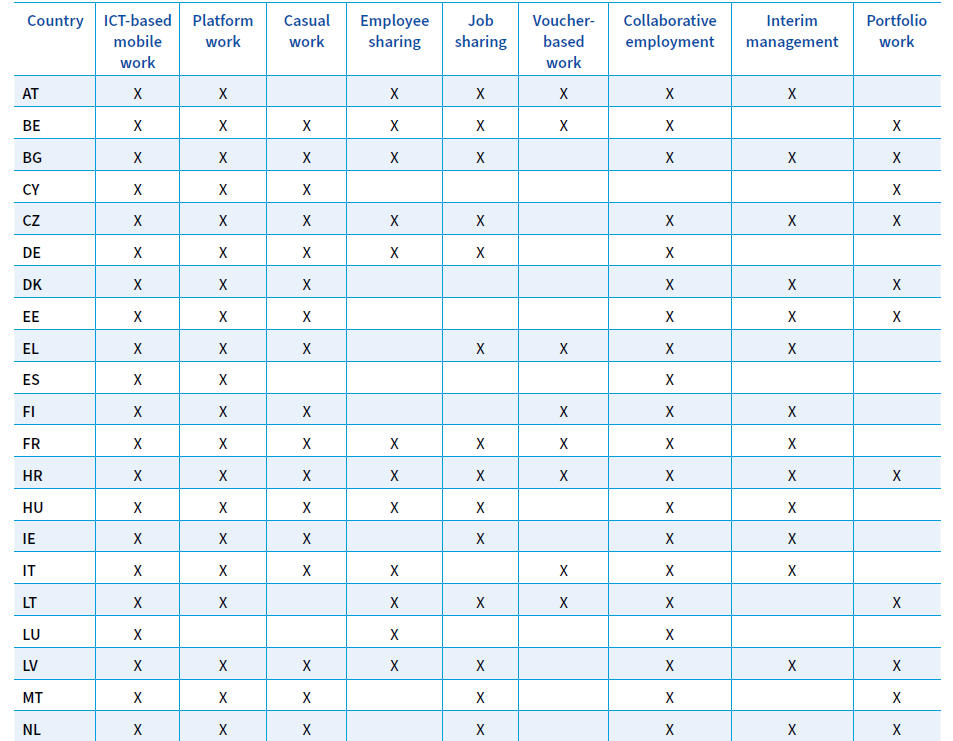 Country ICT-based mobile work Platform work Casual work Employee sharing Job sharing Voucher-based work Collaborative employment Interim management Portfolio work
AT X X X X X X X
BE X X X X X X X X
BG X X X X X X X X
CY X X X X
CZ X X X X X X X X
DE X X X X X X
DK X X X X X X
EE X X X X X X
EL X X X X X X X
ES X X X
FI X X X X X X
FR X X X X X X X X
HR X X X X X X X X X
HU X X X X X X X
IE X X X X X X
IT X X X X X X X
LT X X X X X X X
LU X X X
LV X X X X X X X X
MT X X X X X X
NL X X X X X X X